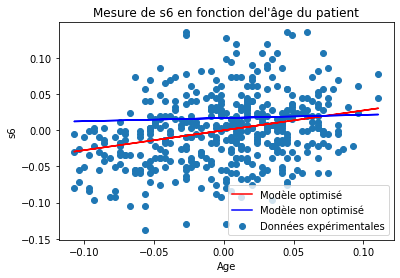 Mesure de s6 en fonction del'âge du patient
0.10
0.05
0.00
−0.05
−0.10
−0.15
s6
Modèle optimisé
Modèle non optimisé
Données expérimentales
−0.10
−0.05
0.00
0.05
0.10
Age